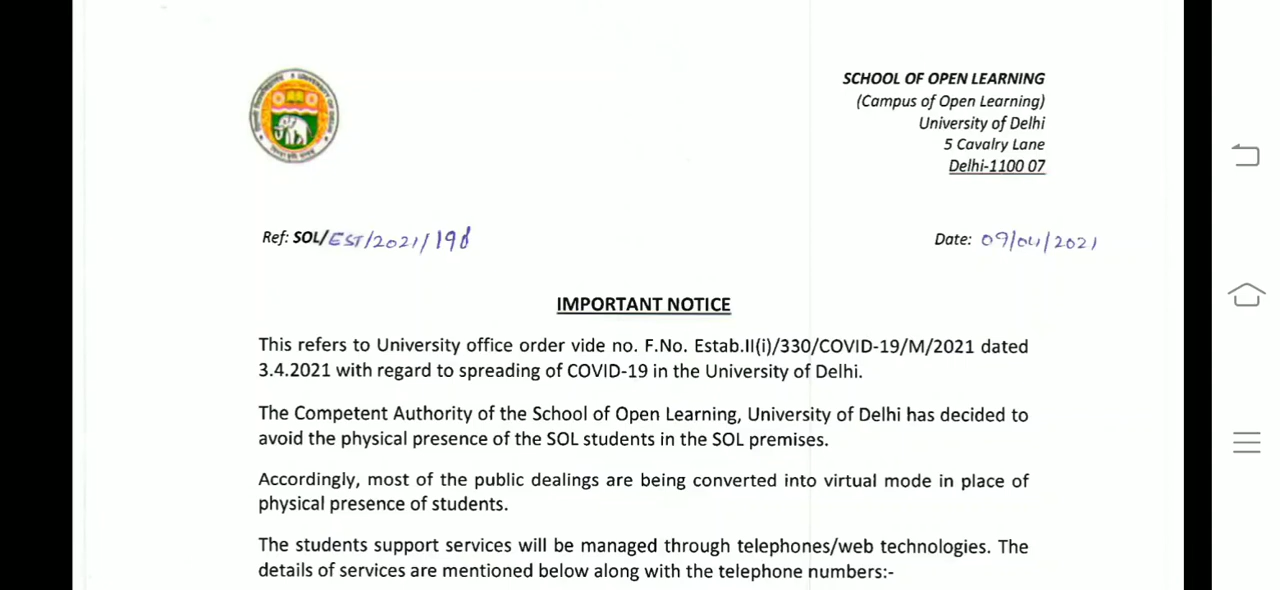 SCHOOL OF OPEN LEARNING
(Campus of Open Learning)
University of Delhi
5 Cavalry Lane
Delhi-1100 07
Ref: SOL/EST/2021/198
Date: 09/04/2021
IMPORTANT NOTICE
This refers to University office order vide no. F.No. Estab.II(i)/330/COVID-19/M/2021 dated
3.4.2021 with regard to spreading of COVID-19 in the University of Delhi.
The Competent Authority of the School of Open Learning, University of Delhi has decided to
avoid the physical presence of the SOL students in the SOL premises.
Accordingly, most of the public dealings are being converted into virtual mode in place of
physical presence of students.
The students support services will be managed through telephones/web technologies. The
details of services are mentioned below along with the telephone numbers:-